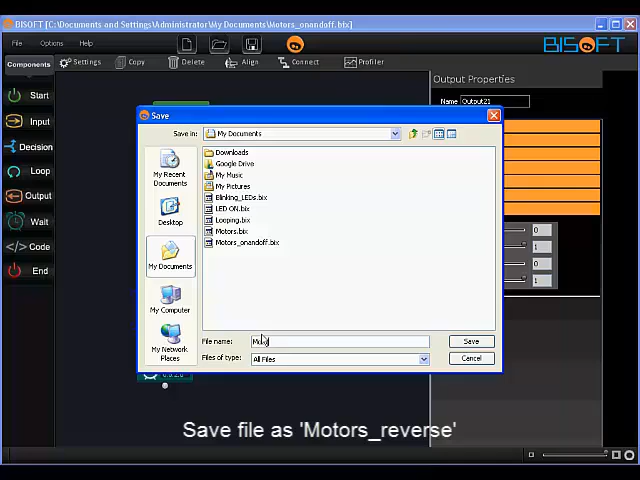 BISOFT [C:\Documents and Settings\Administrator\My Documents\Motors_onandoff.bix]
File Options Help
BISOFT
Components
Settings Copy Delete Align Connect Profiler
Start
Input
Decision
Loop
Output
Wait
Code
End
Output Properties
Name Output21
0
1
0
1
Save
Save in: My Documents
My Recent
Documents
Desktop
My Documents
My Computer
My Network
Places
Downloads
Google Drive
My Music
My Pictures
Blinking_LEDs.bix
LED ON.bix
Looping.bix
Motors.bix
Motors_onandoff.bix
File name:
Save
Files of type: All Files
Cancel
Save file as 'Motors_reverse'